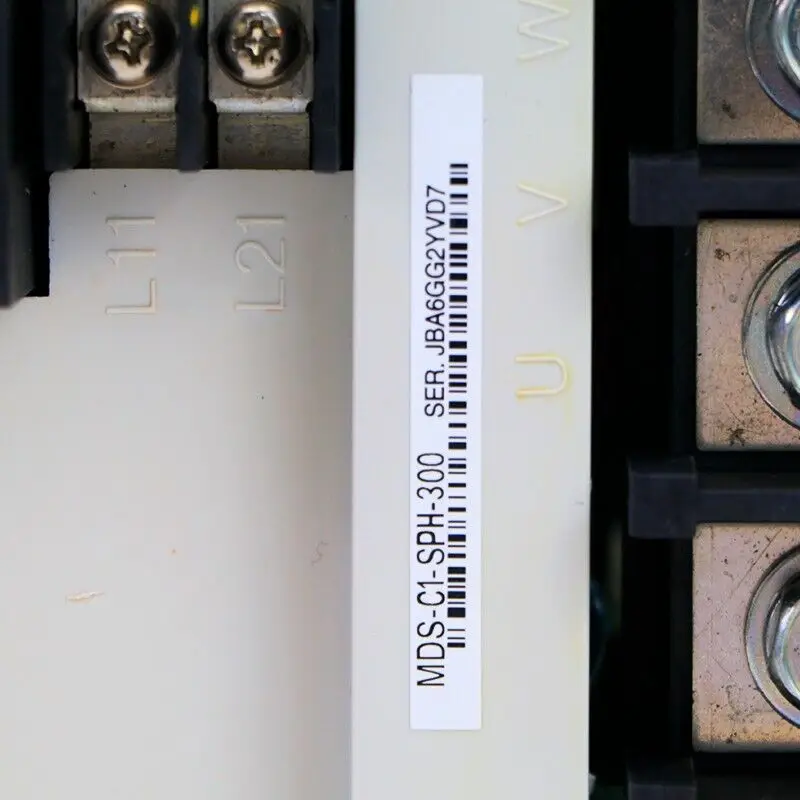 L11
L21
MDS-C1-SPH-300 SER. JBA6GG2YVD7
U
V
W